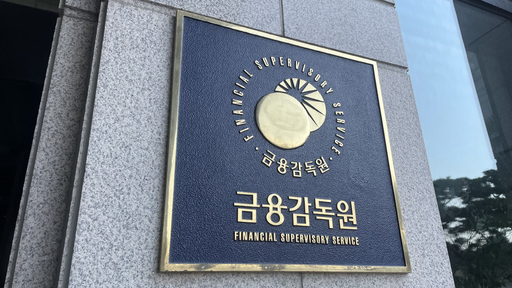 · FINANCIAL SUPERVISORY SERVICE ·
금융감독원
금융감독원
FINANCIAL SUPERVISORY SERVICE